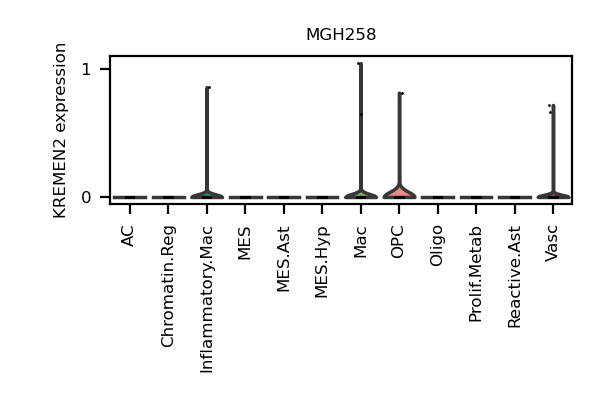 MGH258
KREMEN2 expression
1
0
AC
Chromatin.Reg
Inflammatory.Mac
MES
MES.Ast
MES.Hyp
Mac
OPC
Oligo
Prolif.Metab
Reactive.Ast
Vasc